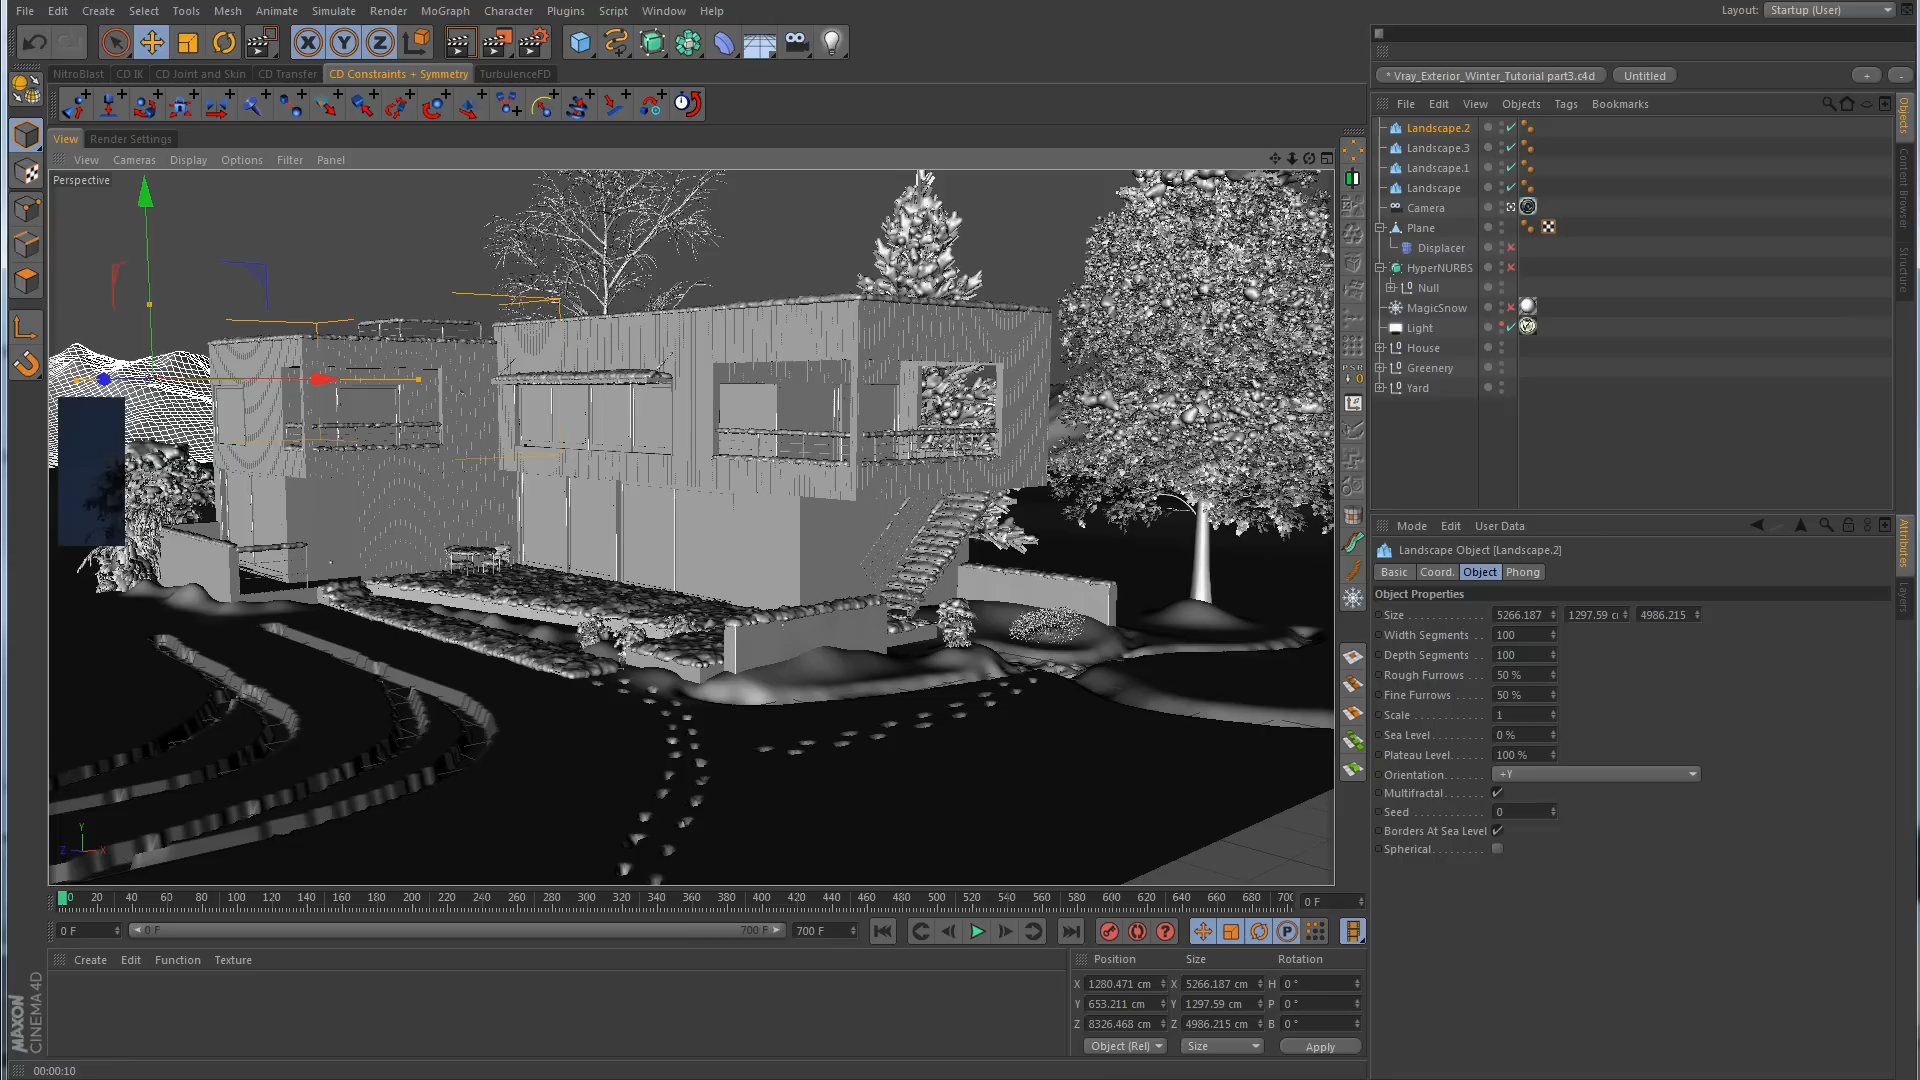 File Edit Create Select Tools Mesh Animate Simulate Render MoGraph Character Plugins Script Window Help
Layout: Startup (User)
NitroBlast CD IK CD Joint and Skin CD Transfer CD Constraints + Symmetry TurbulenceFD
* Vray_Exterior_Winter_Tutorial part3.c4d Untitled + -
File Edit View Objects Tags Bookmarks
View Render Settings
View Cameras Display Options Filter Panel
Perspective
Landscape.2
Landscape.3
Landscape.1
Landscape
Camera
Plane
Displacer
HyperNURBS
Null
MagicSnow
Light
House
Greenery
Yard
Objects
Content Browser
Structure
PSR
0
Mode Edit User Data
Landscape Object [Landscape.2]
Basic Coord. Object Phong
Object Properties
Size 5266.187 1297.59 c 4986.215
Width Segments 100
Depth Segments 100
Rough Furrows 50 %
Fine Furrows 50 %
Scale 1
Sea Level 0 %
Plateau Level 100 %
Orientation +Y
Multifractal
Seed 0
Borders At Sea Level
Spherical
Attributes
Layers
Y
Z X
0 20 40 60 80 100 120 140 160 180 200 220 240 260 280 300 320 340 360 380 400 420 440 460 480 500 520 540 560 580 600 620 640 660 680 700 0 F
0 F 0 F 700 F 700 F
Create Edit Function Texture
Position Size Rotation
X 1280.471 cm X 5266.187 cm H 0 °
Y 653.211 cm Y 1297.59 cm P 0 °
Z 8326.468 cm Z 4986.215 cm B 0 °
Object (Rel) Size Apply
MAXON
CINEMA 4D
00:00:10